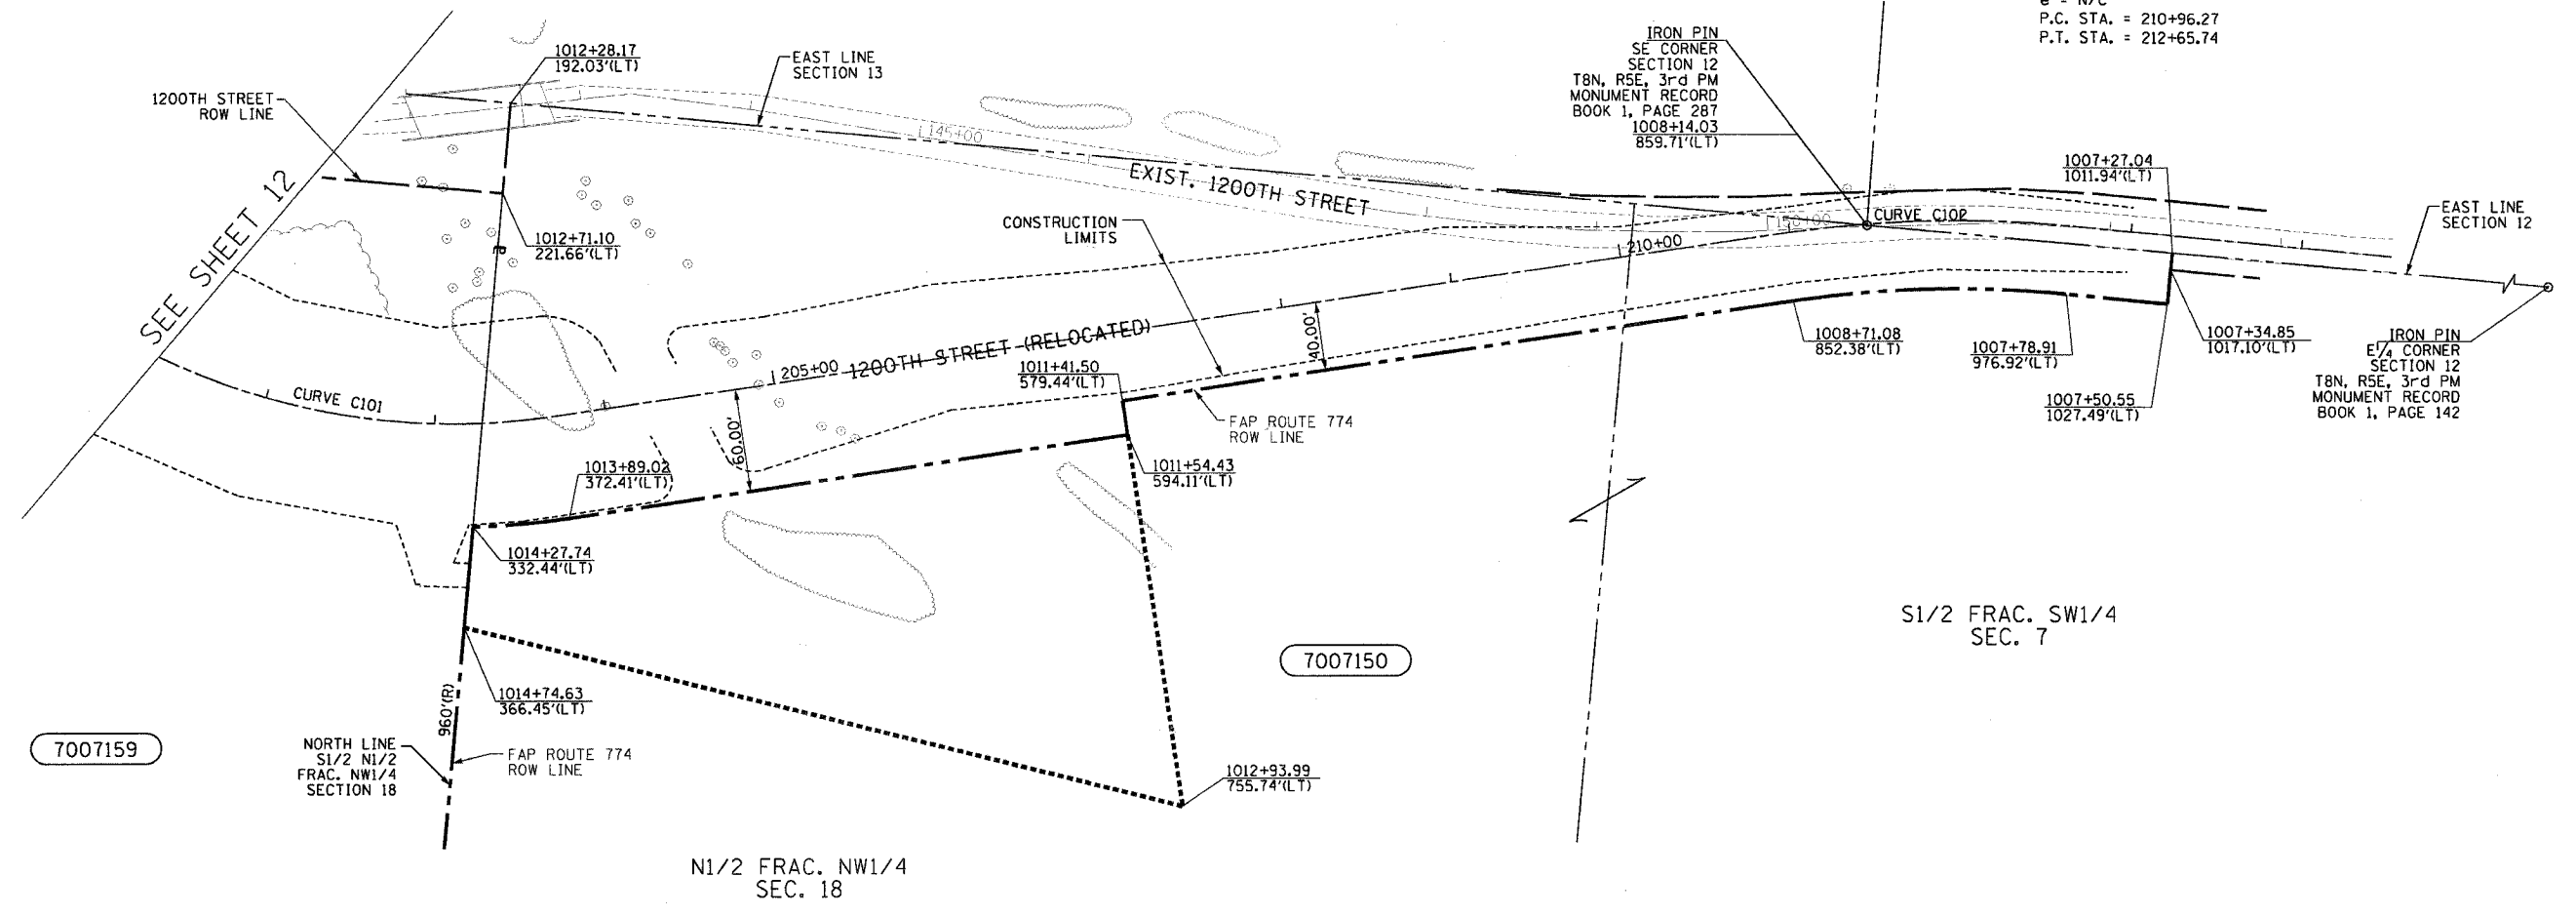 e = N/C
P.C. STA. = 210+96.27
P.T. STA. = 212+65.74
IRON PIN
SE CORNER
SECTION 12
T8N, R5E, 3rd PM
MONUMENT RECORD
BOOK 1, PAGE 287
1008+14.03
859.71'(LT)
1012+28.17
192.03'(LT)
EAST LINE
SECTION 13
1200TH STREET
ROW LINE
145+00
EXIST. 1200TH STREET
1007+27.04
1011.94'(LT)
SEE SHEET 12
CONSTRUCTION
LIMITS
150+00
CURVE C102
EAST LINE
SECTION 12
1012+71.10
221.66'(LT)
P
210+00
1200TH STREET (RELOCATED)
205+00
40.00'
1008+71.08
852.38'(LT)
1007+78.91
976.92'(LT)
1007+34.85
1017.10'(LT)
IRON PIN
E1/4 CORNER
SECTION 12
T8N, R5E, 3rd PM
MONUMENT RECORD
BOOK 1, PAGE 142
1011+41.50
579.44'(LT)
CURVE C101
1007+50.55
1027.49'(LT)
FAP ROUTE 774
ROW LINE
60.00'
1013+89.02
372.41'(LT)
1011+54.43
594.11'(LT)
1014+27.74
332.44'(LT)
S1/2 FRAC. SW1/4
SEC. 7
7007150
1014+74.63
366.45'(LT)
960'(R)
7007159
NORTH LINE
S1/2 N1/2
FRAC. NW1/4
SECTION 18
FAP ROUTE 774
ROW LINE
1012+93.99
755.74'(LT)
N1/2 FRAC. NW1/4
SEC. 18